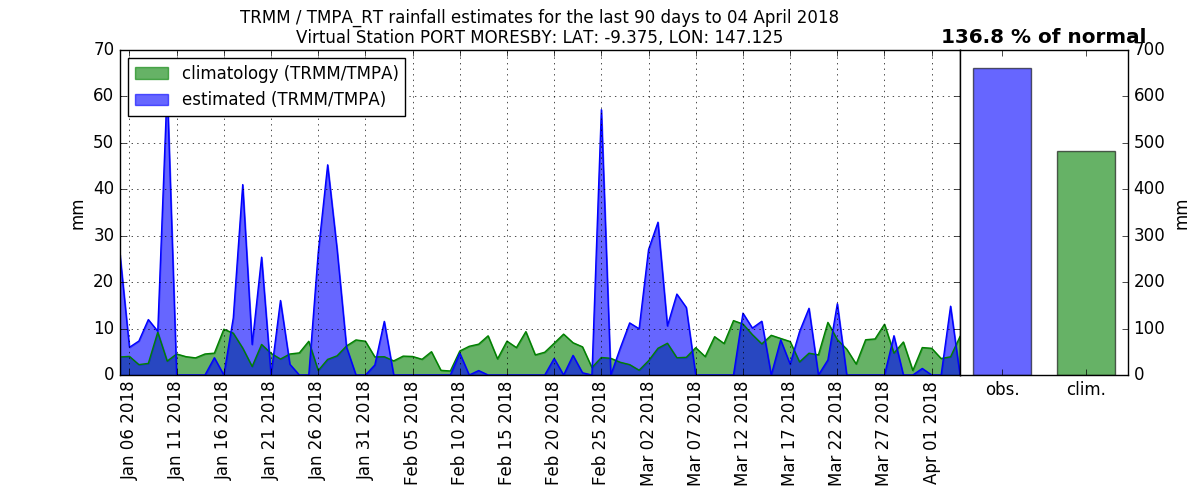 TRMM / TMPA_RT rainfall estimates for the last 90 days to 04 April 2018
Virtual Station PORT MORESBY: LAT: -9.375, LON: 147.125
136.8 % of normal
climatology (TRMM/TMPA)
estimated (TRMM/TMPA)
70
60
50
40
30
20
10
0
mm
Jan 06 2018
Jan 11 2018
Jan 16 2018
Jan 21 2018
Jan 26 2018
Jan 31 2018
Feb 05 2018
Feb 10 2018
Feb 15 2018
Feb 20 2018
Feb 25 2018
Mar 02 2018
Mar 07 2018
Mar 12 2018
Mar 17 2018
Mar 22 2018
Mar 27 2018
Apr 01 2018
obs.
clim.
700
600
500
400
300
200
100
0
mm